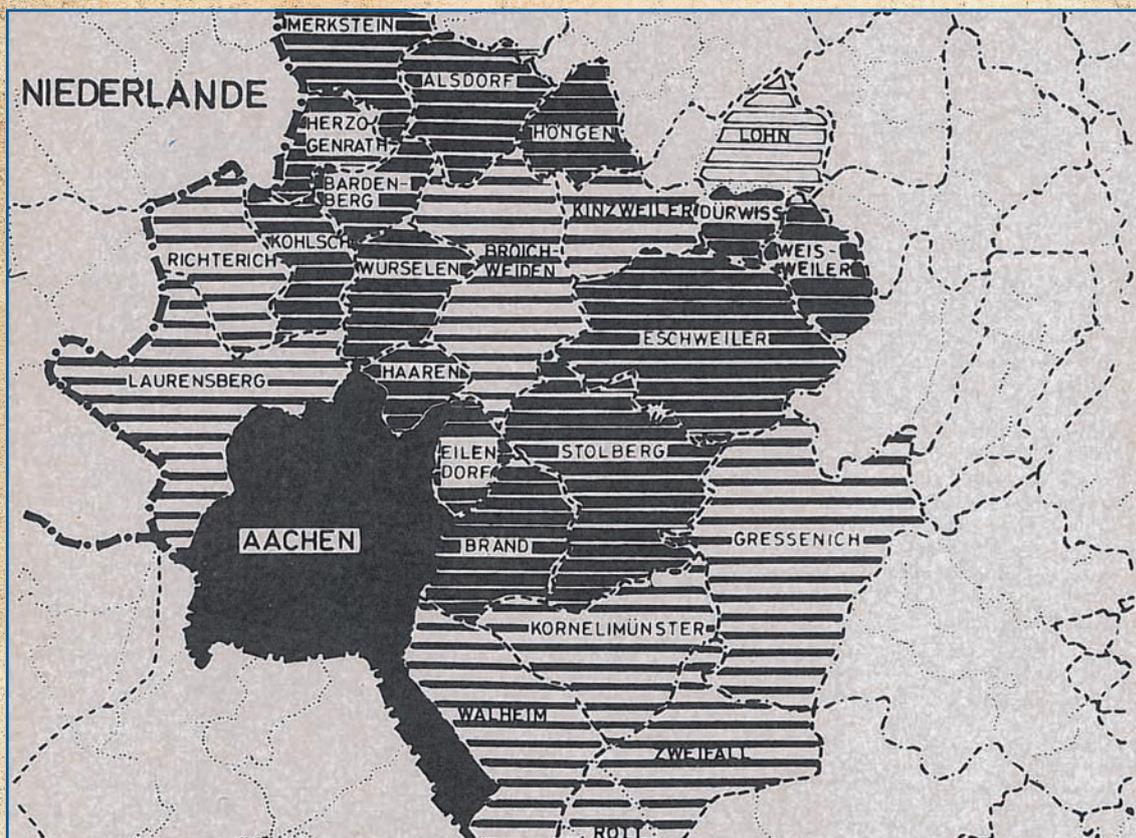 MERKSTEIN
ALSDORF
NIEDERLANDE
HERZO-
GENRATH
HÖNGEN
LOHN
BARDEN-
BERG
KINZWEILER
DÜRWISS
KOHLSCH
RICHTERICH
WÜRSELEN
BROICH-
WEIDEN
WEIS-
WEILER
ESCHWEILER
LAURENSBERG
HAAREN
EILEN
DORF
STOLBERG
AACHEN
BRAND
GRESSENICH
KORNELIMÜNSTER
WALHEIM
ZWEIFALL
ROTT